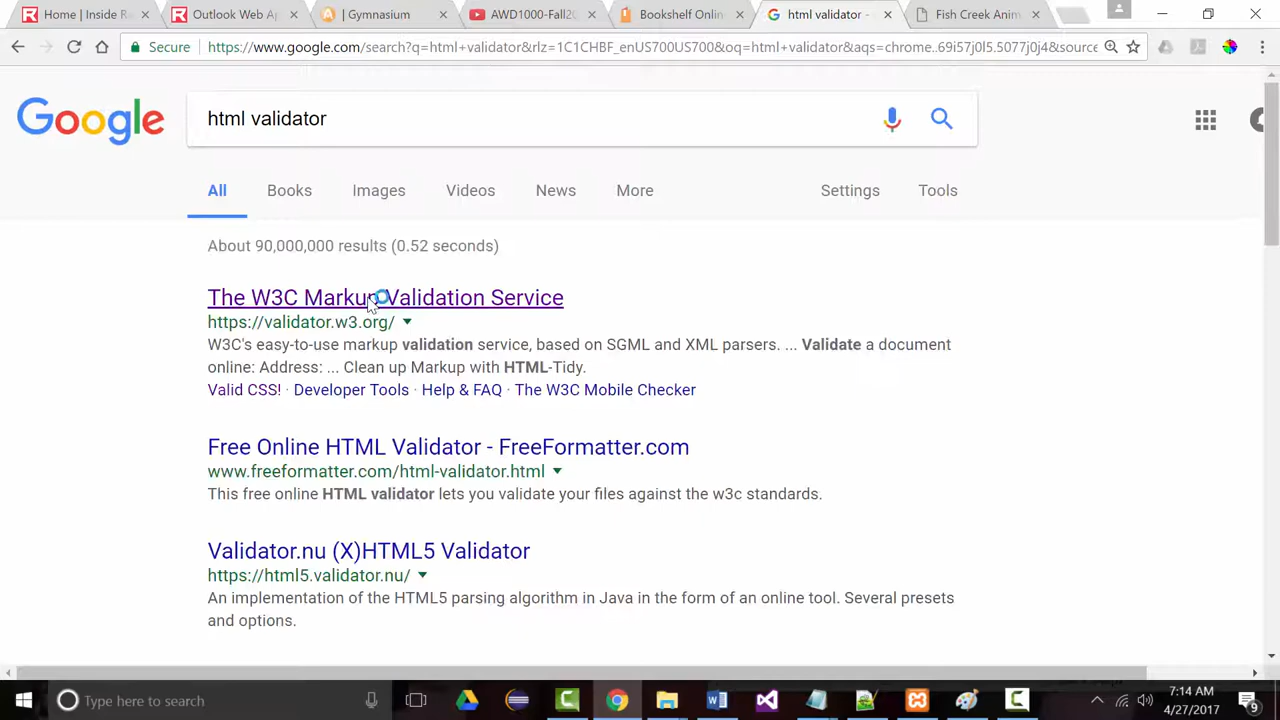 Home | Inside R
Outlook Web Ap
| Gymnasium
AWD1000-Fall20
Bookshelf Onlin
html validator -
Fish Creek Anim
Secure
https://www.google.com/search?q=html+validator&rlz=1C1CHBF_enUS700US700&oq=html+validator&aqs=chrome..69i57j0l5.5077j0j4&source
Google
html validator
All
Books
Images
Videos
News
More
Settings
Tools
About 90,000,000 results (0.52 seconds)
The W3C Markup Validation Service
https://validator.w3.org/
W3C's easy-to-use markup validation service, based on SGML and XML parsers. ... Validate a document
online: Address: ... Clean up Markup with HTML-Tidy.
Valid CSS! · Developer Tools · Help & FAQ · The W3C Mobile Checker
Free Online HTML Validator - FreeFormatter.com
www.freeformatter.com/html-validator.html
This free online HTML validator lets you validate your files against the w3c standards.
Validator.nu (X)HTML5 Validator
https://html5.validator.nu/
An implementation of the HTML5 parsing algorithm in Java in the form of an online tool. Several presets
and options.
Type here to search
7:14 AM
4/27/2017
9